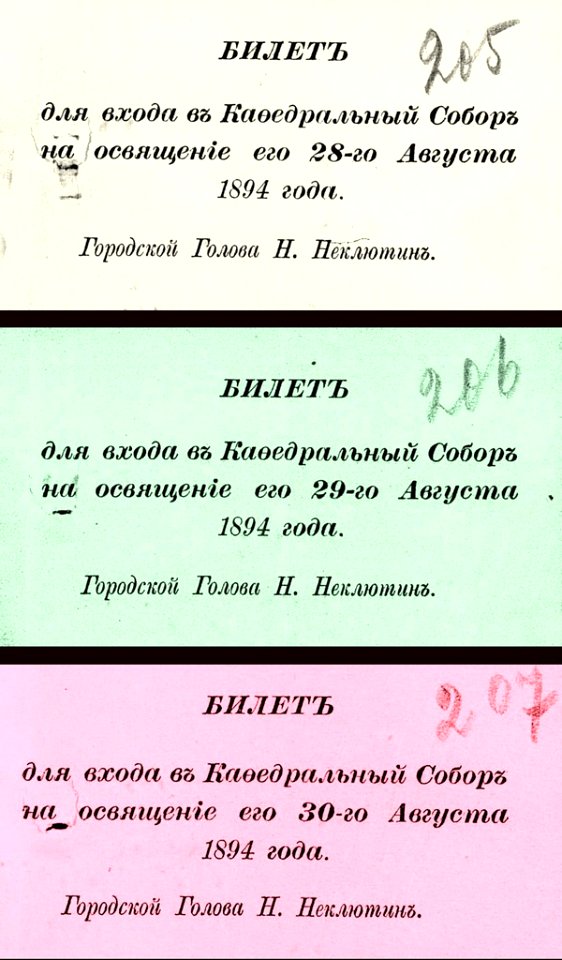 БИЛЕТЪ 205
для входа въ Каѳедральный Соборъ
на освященіе его 28-го Августа
1894 года.
Городской Голова Н. Неклютинъ.
БИЛЕТЪ 206
для входа въ Каѳедральный Соборъ
на освященіе его 29-го Августа
1894 года.
Городской Голова Н. Неклютинъ.
БИЛЕТЪ 207
для входа въ Каѳедральный Соборъ
на освященіе его 30-го Августа
1894 года.
Городской Голова Н. Неклютинъ.